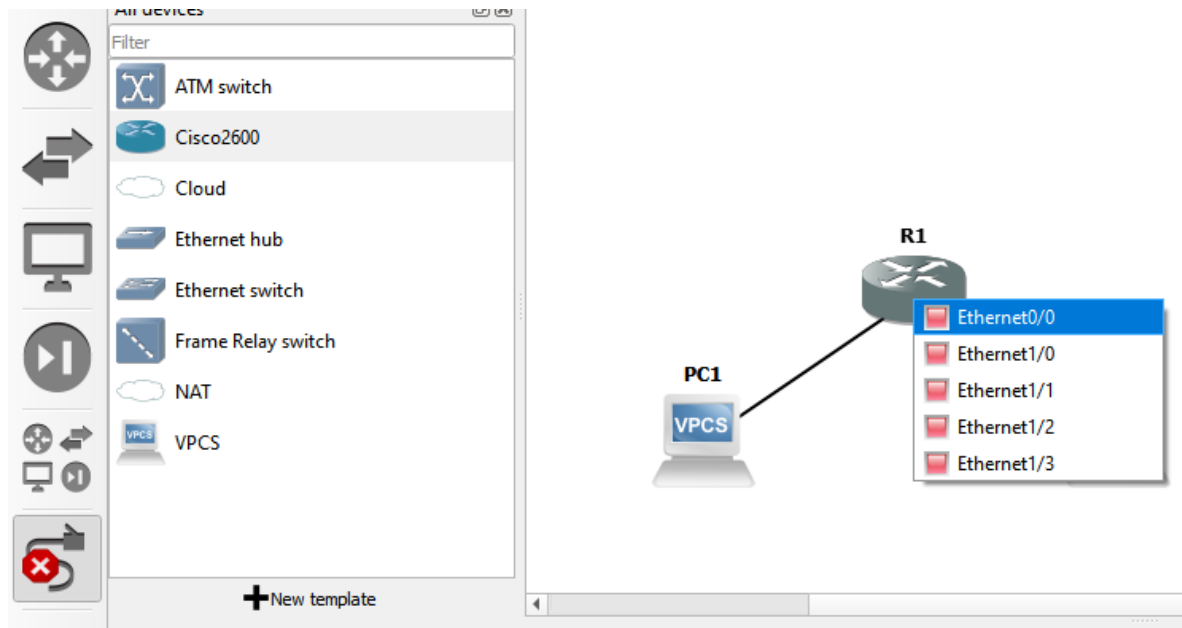 All devices
Filter
ATM switch
Cisco2600
Cloud
Ethernet hub
Ethernet switch
Frame Relay switch
NAT
VPCS
VPCS
New template
R1
Ethernet0/0
Ethernet1/0
Ethernet1/1
Ethernet1/2
Ethernet1/3
PC1
VPCS